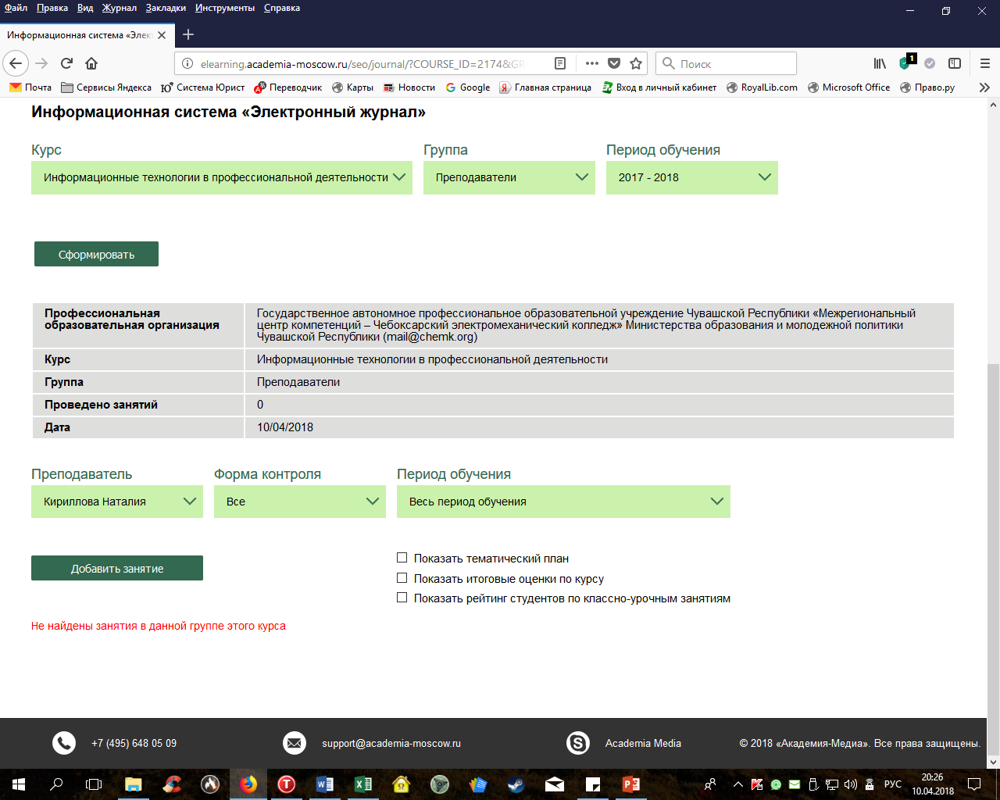 Файл Правка Вид Журнал Закладки Инструменты Справка
Информационная система «Элек
elearning.academia-moscow.ru/seo/journal/?COURSE_ID=2174&GR
Поиск
1
Почта Сервисы Яндекса Система Юрист Переводчик Карты Новости Google Главная страница Вход в личный кабинет RoyalLib.com Microsoft Office Право.ру
Информационная система «Электронный журнал»
Курс Группа Период обучения
Информационные технологии в профессиональной деятельности Преподаватели 2017 - 2018
Сформировать
Профессиональная образовательная организация
Государственное автономное профессиональное образовательной учреждение Чувашской Республики «Межрегиональный
центр компетенций – Чебоксарский электромеханический колледж» Министерства образования и молодежной политики
Чувашской Республики (mail@chemk.org)
Курс Информационные технологии в профессиональной деятельности
Группа Преподаватели
Проведено занятий 0
Дата 10/04/2018
Преподаватель Форма контроля Период обучения
Кириллова Наталия Все Весь период обучения
Добавить занятие
Показать тематический план
Показать итоговые оценки по курсу
Показать рейтинг студентов по классно-урочным занятиям
Не найдены занятия в данной группе этого курса
+7 (495) 648 05 09 support@academia-moscow.ru Academia Media © 2018 «Академия-Медиа». Все права защищены.
РУС
20:26
10.04.2018